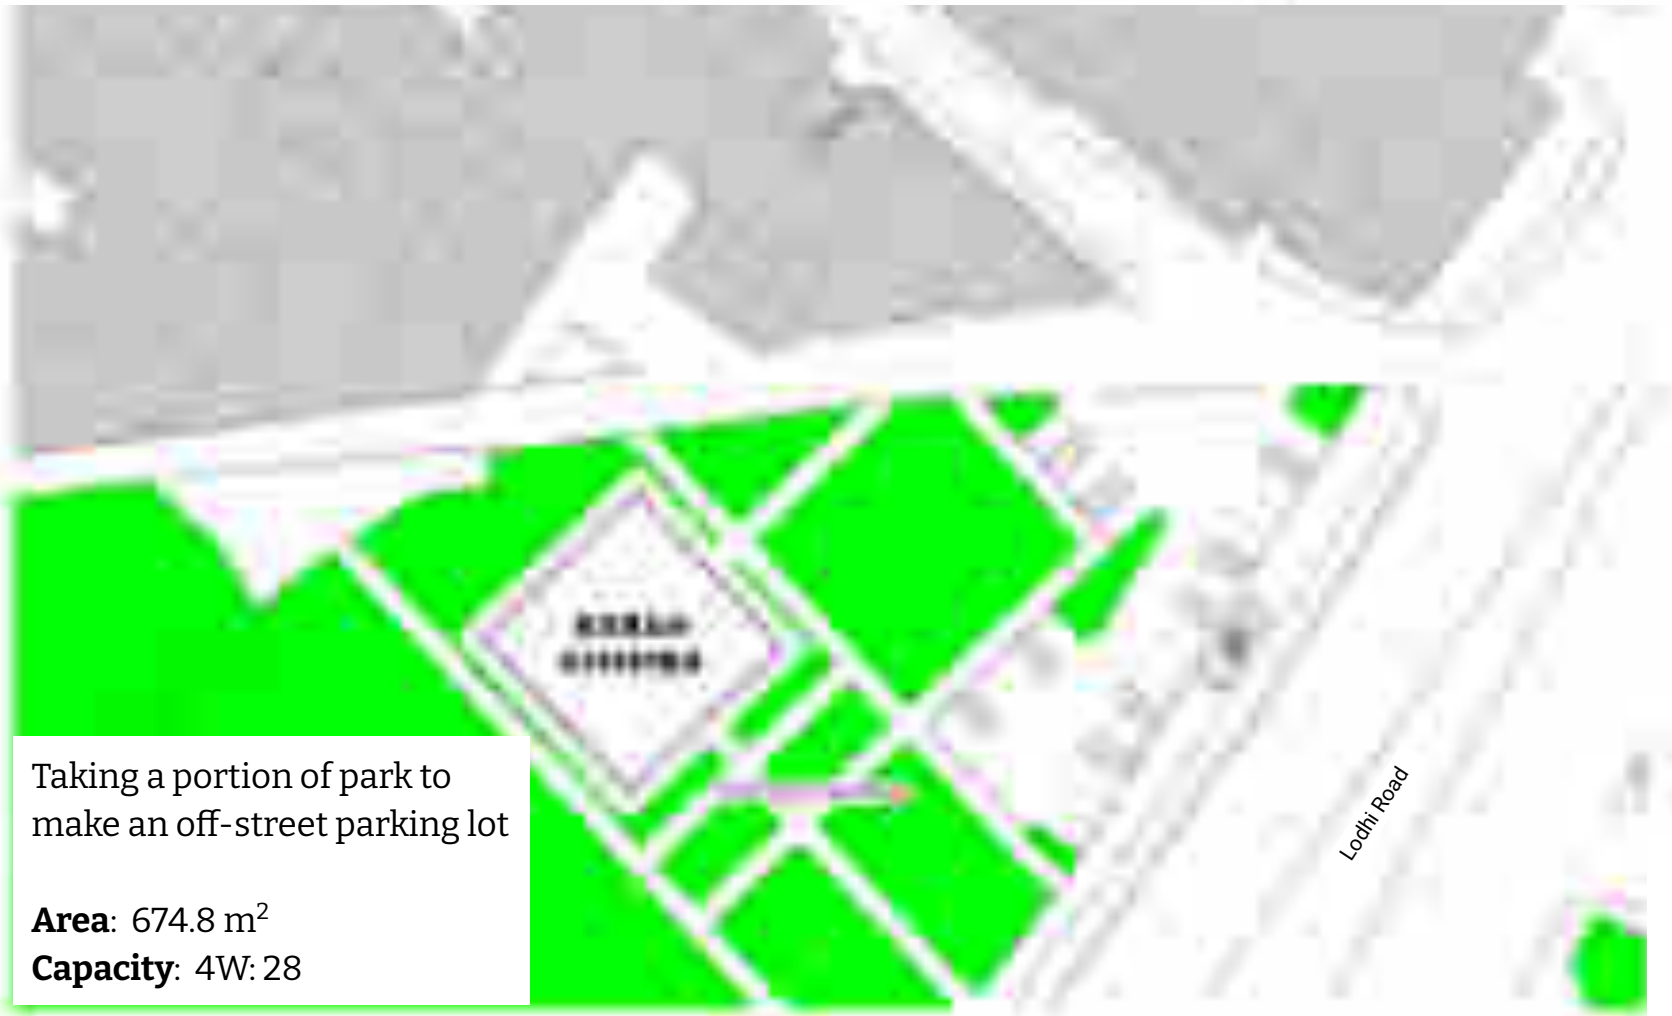 Taking a portion of park to
make an off-street parking lot
Area: 674.8 m²
Capacity: 4W: 28
Lodhi Road